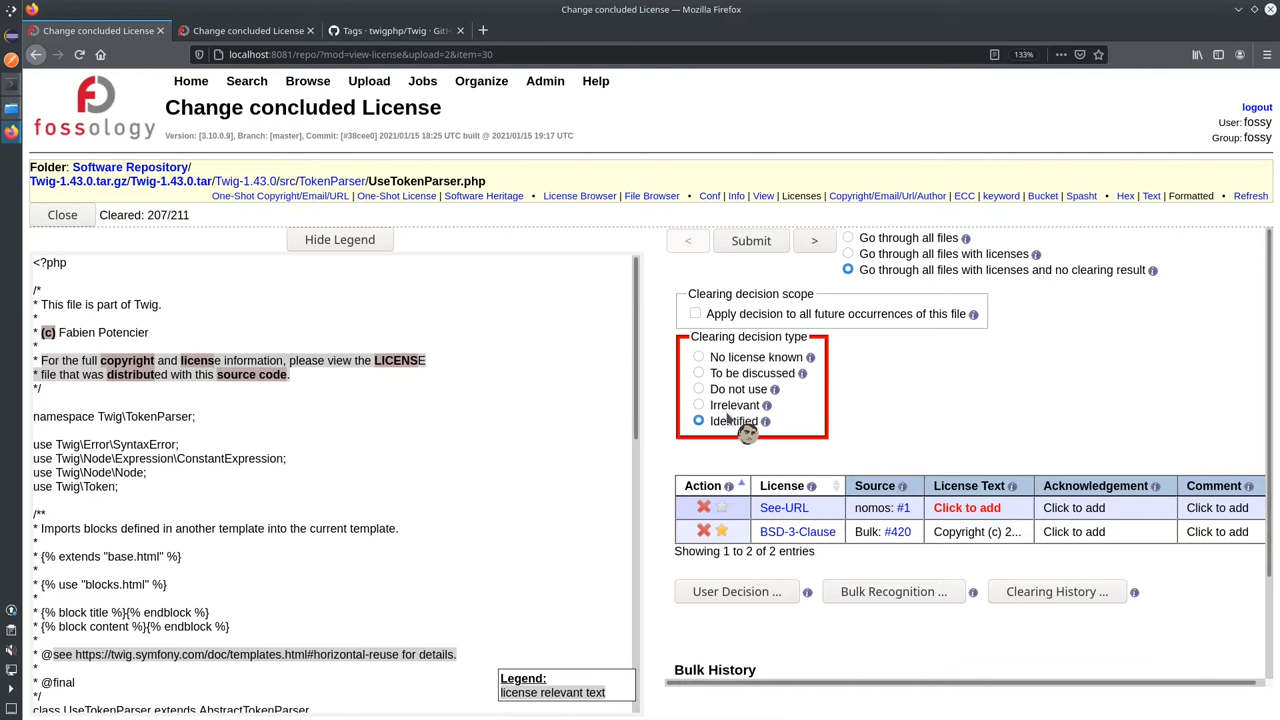 Change concluded License — Mozilla Firefox
Change concluded License
Change concluded License
Tags · twigphp/Twig · GitH
localhost:8081/repo/?mod=view-license&upload=2&item=30
133%
Home Search Browse Upload Jobs Organize Admin Help
fossology
Change concluded License
Version: [3.10.0.9], Branch: [master], Commit: [#38cee0] 2021/01/15 18:25 UTC built @ 2021/01/15 19:17 UTC
logout
User: fossy
Group: fossy
Folder: Software Repository/
Twig-1.43.0.tar.gz/Twig-1.43.0.tar/Twig-1.43.0/src/TokenParser/UseTokenParser.php
One-Shot Copyright/Email/URL | One-Shot License | Software Heritage • License Browser | File Browser • Conf | Info | View | Licenses | Copyright/Email/Url/Author | ECC | keyword | Bucket | Spasht • Hex | Text | Formatted • Refresh
Close Cleared: 207/211
Hide Legend
<?php
/*
* This file is part of Twig.
*
* (c) Fabien Potencier
*
* For the full copyright and license information, please view the LICENSE
* file that was distributed with this source code.
*/
namespace Twig\TokenParser;
use Twig\Error\SyntaxError;
use Twig\Node\Expression\ConstantExpression;
use Twig\Node\Node;
use Twig\Token;
/**
* Imports blocks defined in another template into the current template.
*
* {% extends "base.html" %}
*
* {% use "blocks.html" %}
*
* {% block title %}{% endblock %}
* {% block content %}{% endblock %}
*
* @see https://twig.symfony.com/doc/templates.html#horizontal-reuse for details.
*
* @final
*/
class UseTokenParser extends AbstractTokenParser
Legend:
license relevant text
< Submit >
Go through all files
Go through all files with licenses
Go through all files with licenses and no clearing result
Clearing decision scope
Apply decision to all future occurrences of this file
Clearing decision type
No license known
To be discussed
Do not use
Irrelevant
Identified
Action License Source License Text Acknowledgement Comment
See-URL nomos: #1 Click to add Click to add Click to add
BSD-3-Clause Bulk: #420 Copyright (c) 2... Click to add Click to add
Showing 1 to 2 of 2 entries
User Decision ... Bulk Recognition ... Clearing History ...
Bulk History